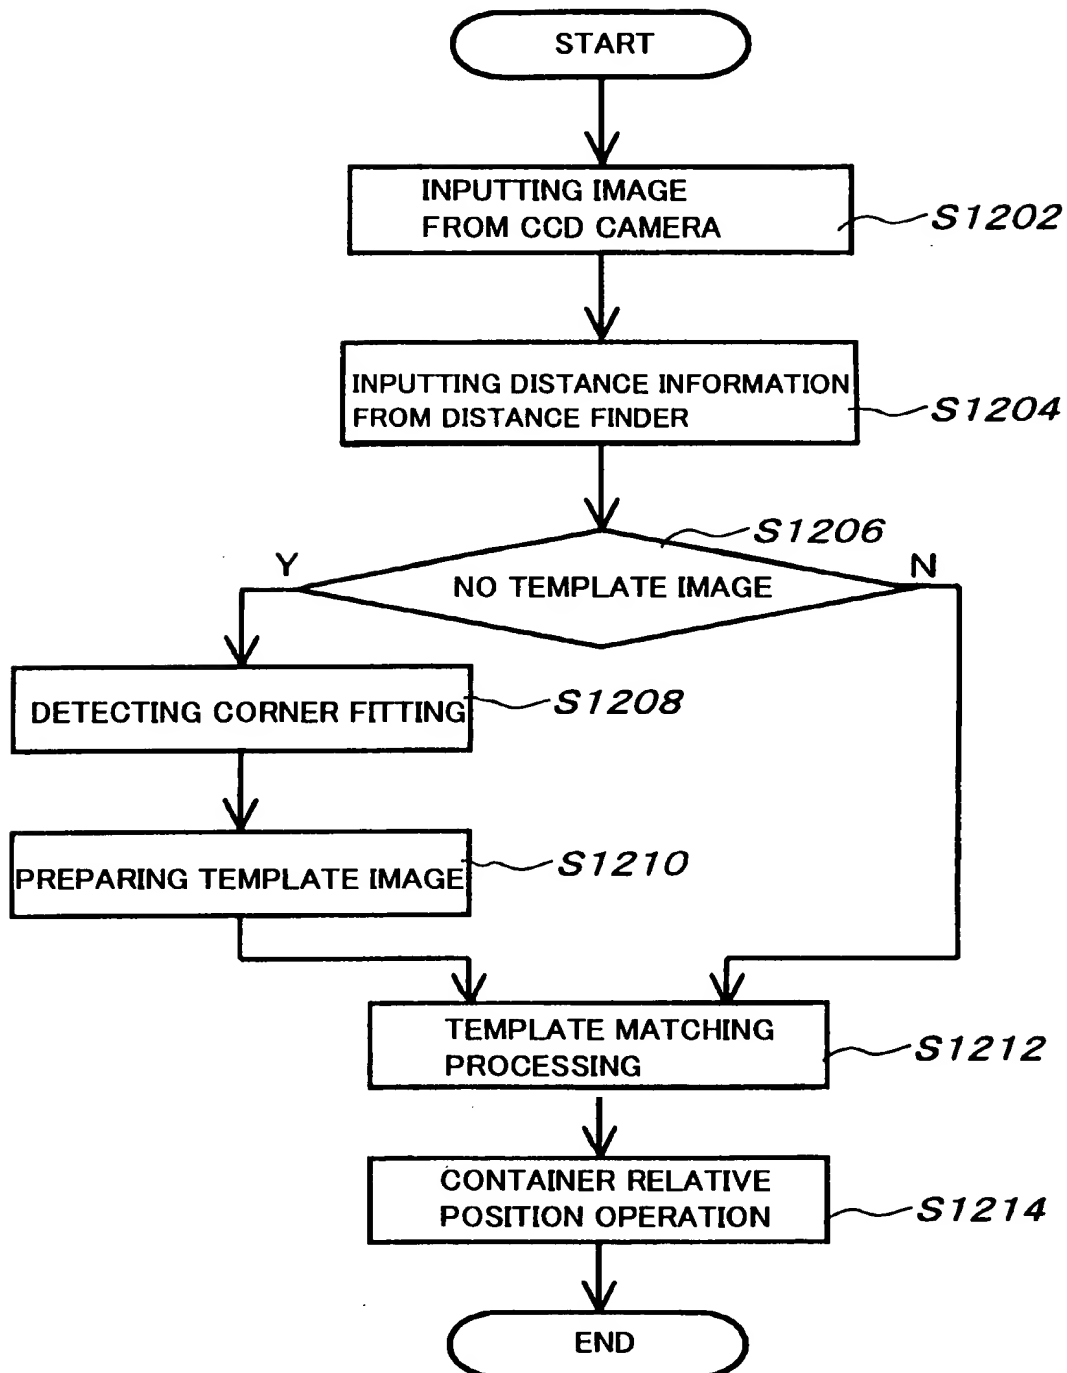 START
INPUTTING IMAGE
FROM CCD CAMERA
S1202
INPUTTING DISTANCE INFORMATION
FROM DISTANCE FINDER
S1204
S1206
Y
NO TEMPLATE IMAGE
N
DETECTING CORNER FITTING
S1208
PREPARING TEMPLATE IMAGE
S1210
TEMPLATE MATCHING
PROCESSING
S1212
CONTAINER RELATIVE
POSITION OPERATION
S1214
END